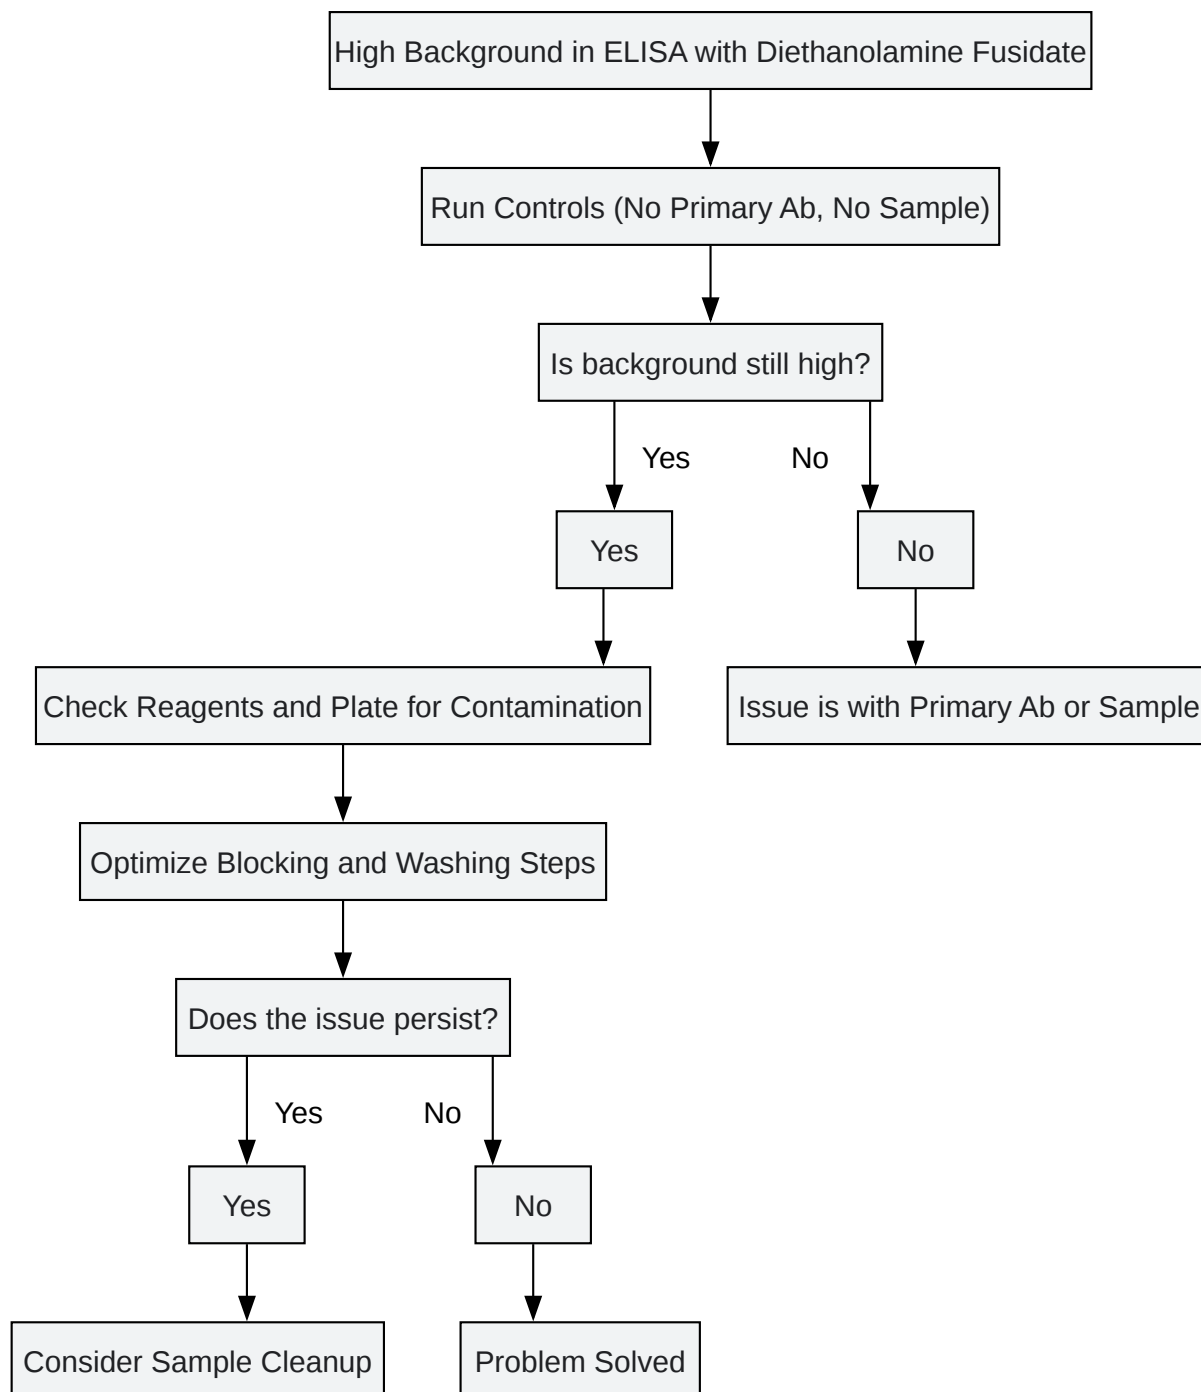 High Background in ELISA with Diethanolamine Fusidate
Run Controls (No Primary Ab, No Sample)
Is background still high?
Yes
No
Yes
No
Check Reagents and Plate for Contamination
Issue is with Primary Ab or Sample
Optimize Blocking and Washing Steps
Does the issue persist?
Yes
No
Yes
No
Consider Sample Cleanup
Problem Solved